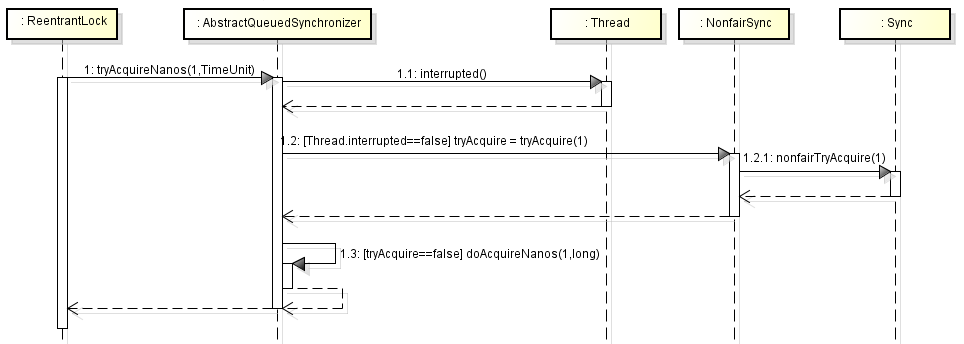 : ReentrantLock
: AbstractQueuedSynchronizer
: Thread
: NonfairSync
: Sync
1: tryAcquireNanos(1,TimeUnit)
1.1: interrupted()
1.2: [Thread.interrupted==false] tryAcquire = tryAcquire(1)
1.2.1: nonfairTryAcquire(1)
1.3: [tryAcquire==false] doAcquireNanos(1,long)